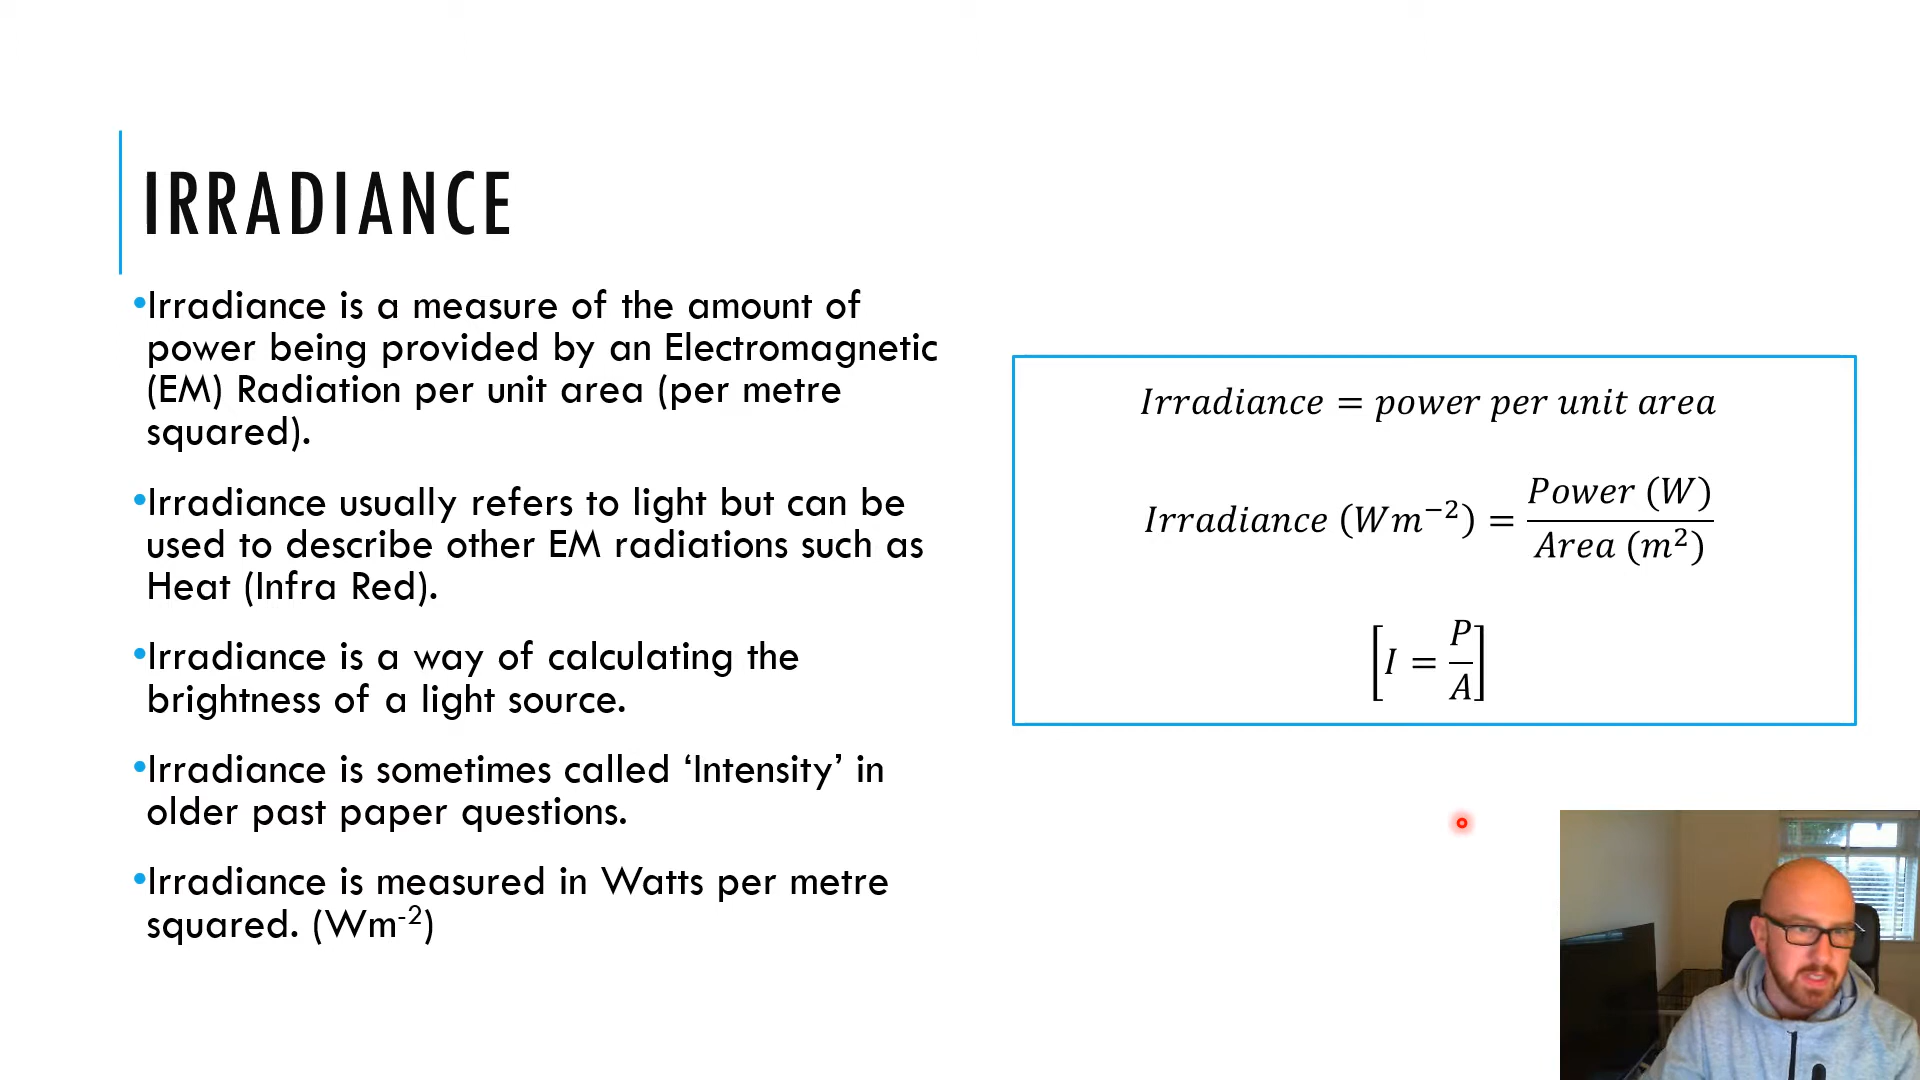 IRRADIANCE
•Irradiance is a measure of the amount of
power being provided by an Electromagnetic
(EM) Radiation per unit area (per metre
squared).
•Irradiance usually refers to light but can be
used to describe other EM radiations such as
Heat (Infra Red).
•Irradiance is a way of calculating the
brightness of a light source.
•Irradiance is sometimes called ‘Intensity’ in
older past paper questions.
•Irradiance is measured in Watts per metre
squared. (Wm⁻²)
Irradiance = power per unit area
Irradiance (Wm⁻²) = Power (W) / Area (m²)
[I = P / A]